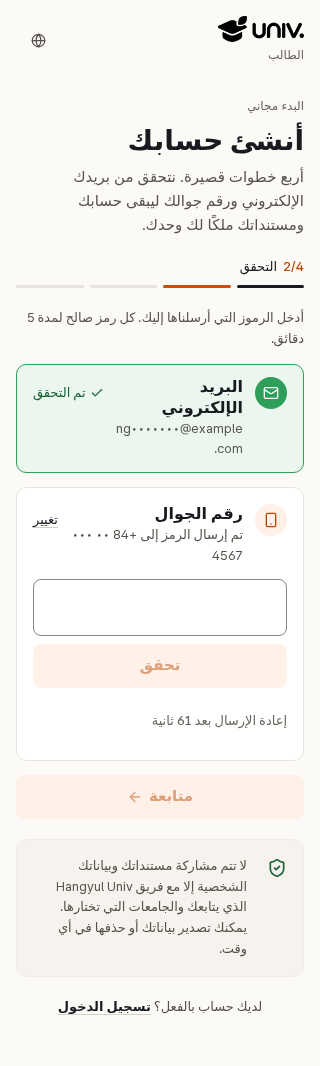 UNIV.
الطالب
البدء مجاني
أنشئ حسابك
أربع خطوات قصيرة. نتحقق من بريدك
الإلكتروني ورقم جوالك ليبقى حسابك
ومستنداتك ملكًا لك وحدك.
2/4 التحقق
أدخل الرموز التي أرسلناها إليك. كل رمز صالح لمدة 5
دقائق.
البريد
الإلكتروني
ng•••••••@example
.com
تم التحقق
رقم الجوال
تم إرسال الرمز إلى +84 •• •••
4567
تغيير
تحقق
إعادة الإرسال بعد 61 ثانية
متابعة
لا تتم مشاركة مستنداتك وبياناتك
الشخصية إلا مع فريق Hangyul Univ
الذي يتابعك والجامعات التي تختارها.
يمكنك تصدير بياناتك أو حذفها في أي
وقت.
لديك حساب بالفعل؟ تسجيل الدخول